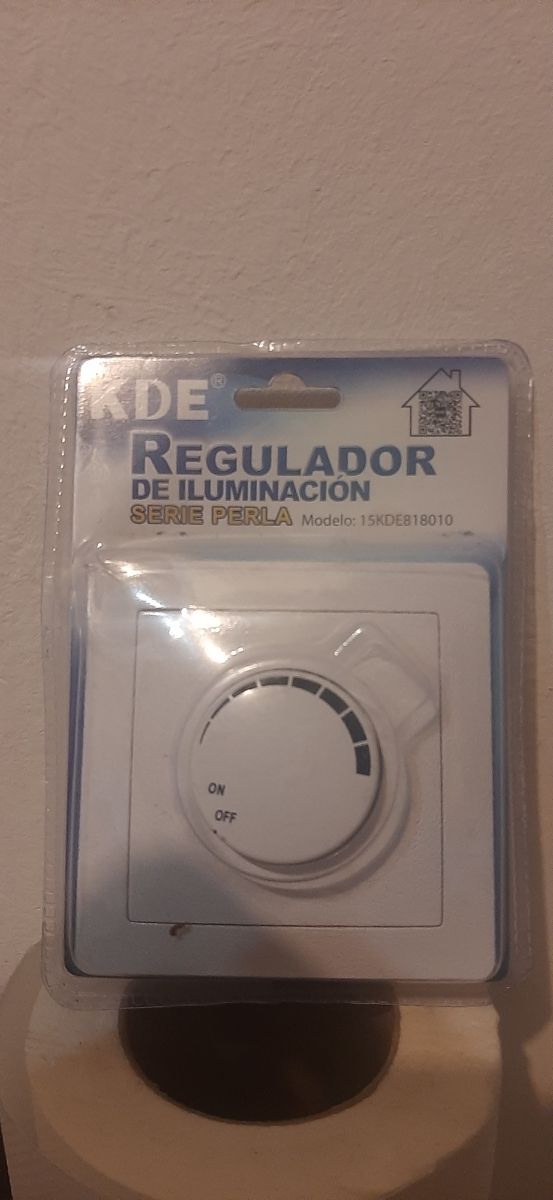 KDE®
REGULADOR
DE ILUMINACIÓN
SERIE PERLA Modelo: 15KDE818010
ON
OFF